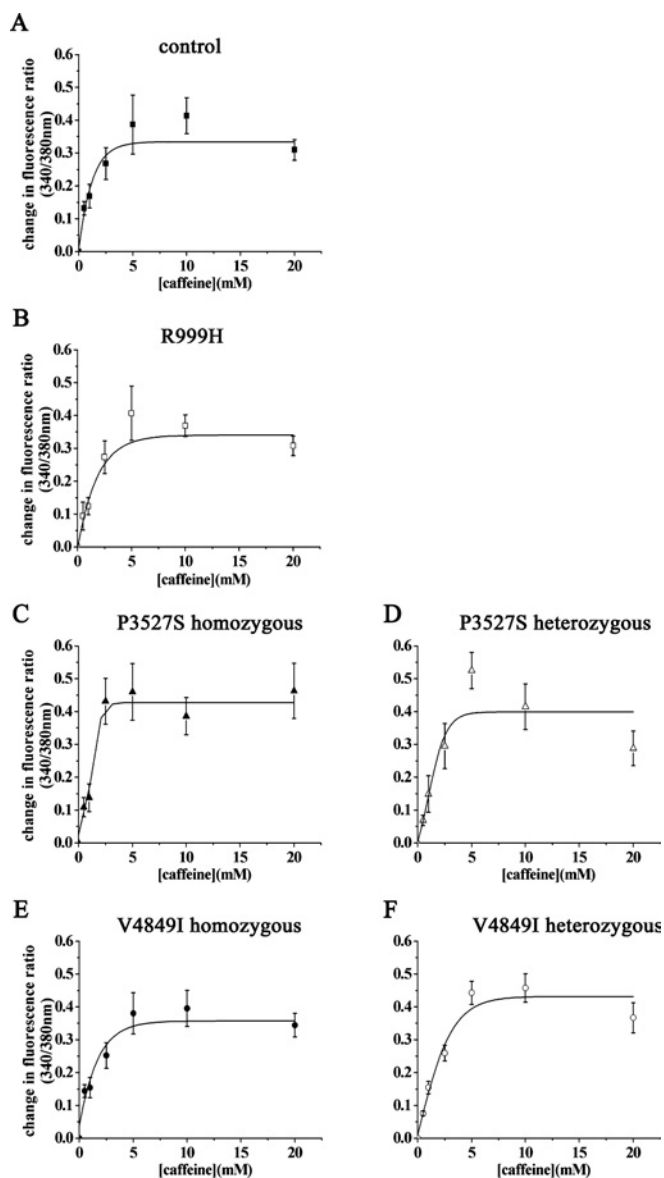 A
control
change in fluorescence ratio
(340/380nm)
0.6
0.5
0.4
0.3
0.2
0.1
0.0
0 5 10 15 20
[caffeine](mM)
B
R999H
change in fluorescence ratio
(340/380nm)
0.6
0.5
0.4
0.3
0.2
0.1
0.0
0 5 10 15 20
[caffeine](mM)
C
P3527S homozygous
change in fluorescence ratio
(340/380nm)
0.6
0.5
0.4
0.3
0.2
0.1
0.0
0 5 10 15 20
[caffeine](mM)
D
P3527S heterozygous
0.6
0.5
0.4
0.3
0.2
0.1
0.0
0 5 10 15 20
[caffeine](mM)
E
V4849I homozygous
change in fluorescence ratio
(340/380nm)
0.6
0.5
0.4
0.3
0.2
0.1
0.0
0 5 10 15 20
[caffeine](mM)
F
V4849I heterozygous
0.6
0.5
0.4
0.3
0.2
0.1
0.0
0 5 10 15 20
[caffeine](mM)